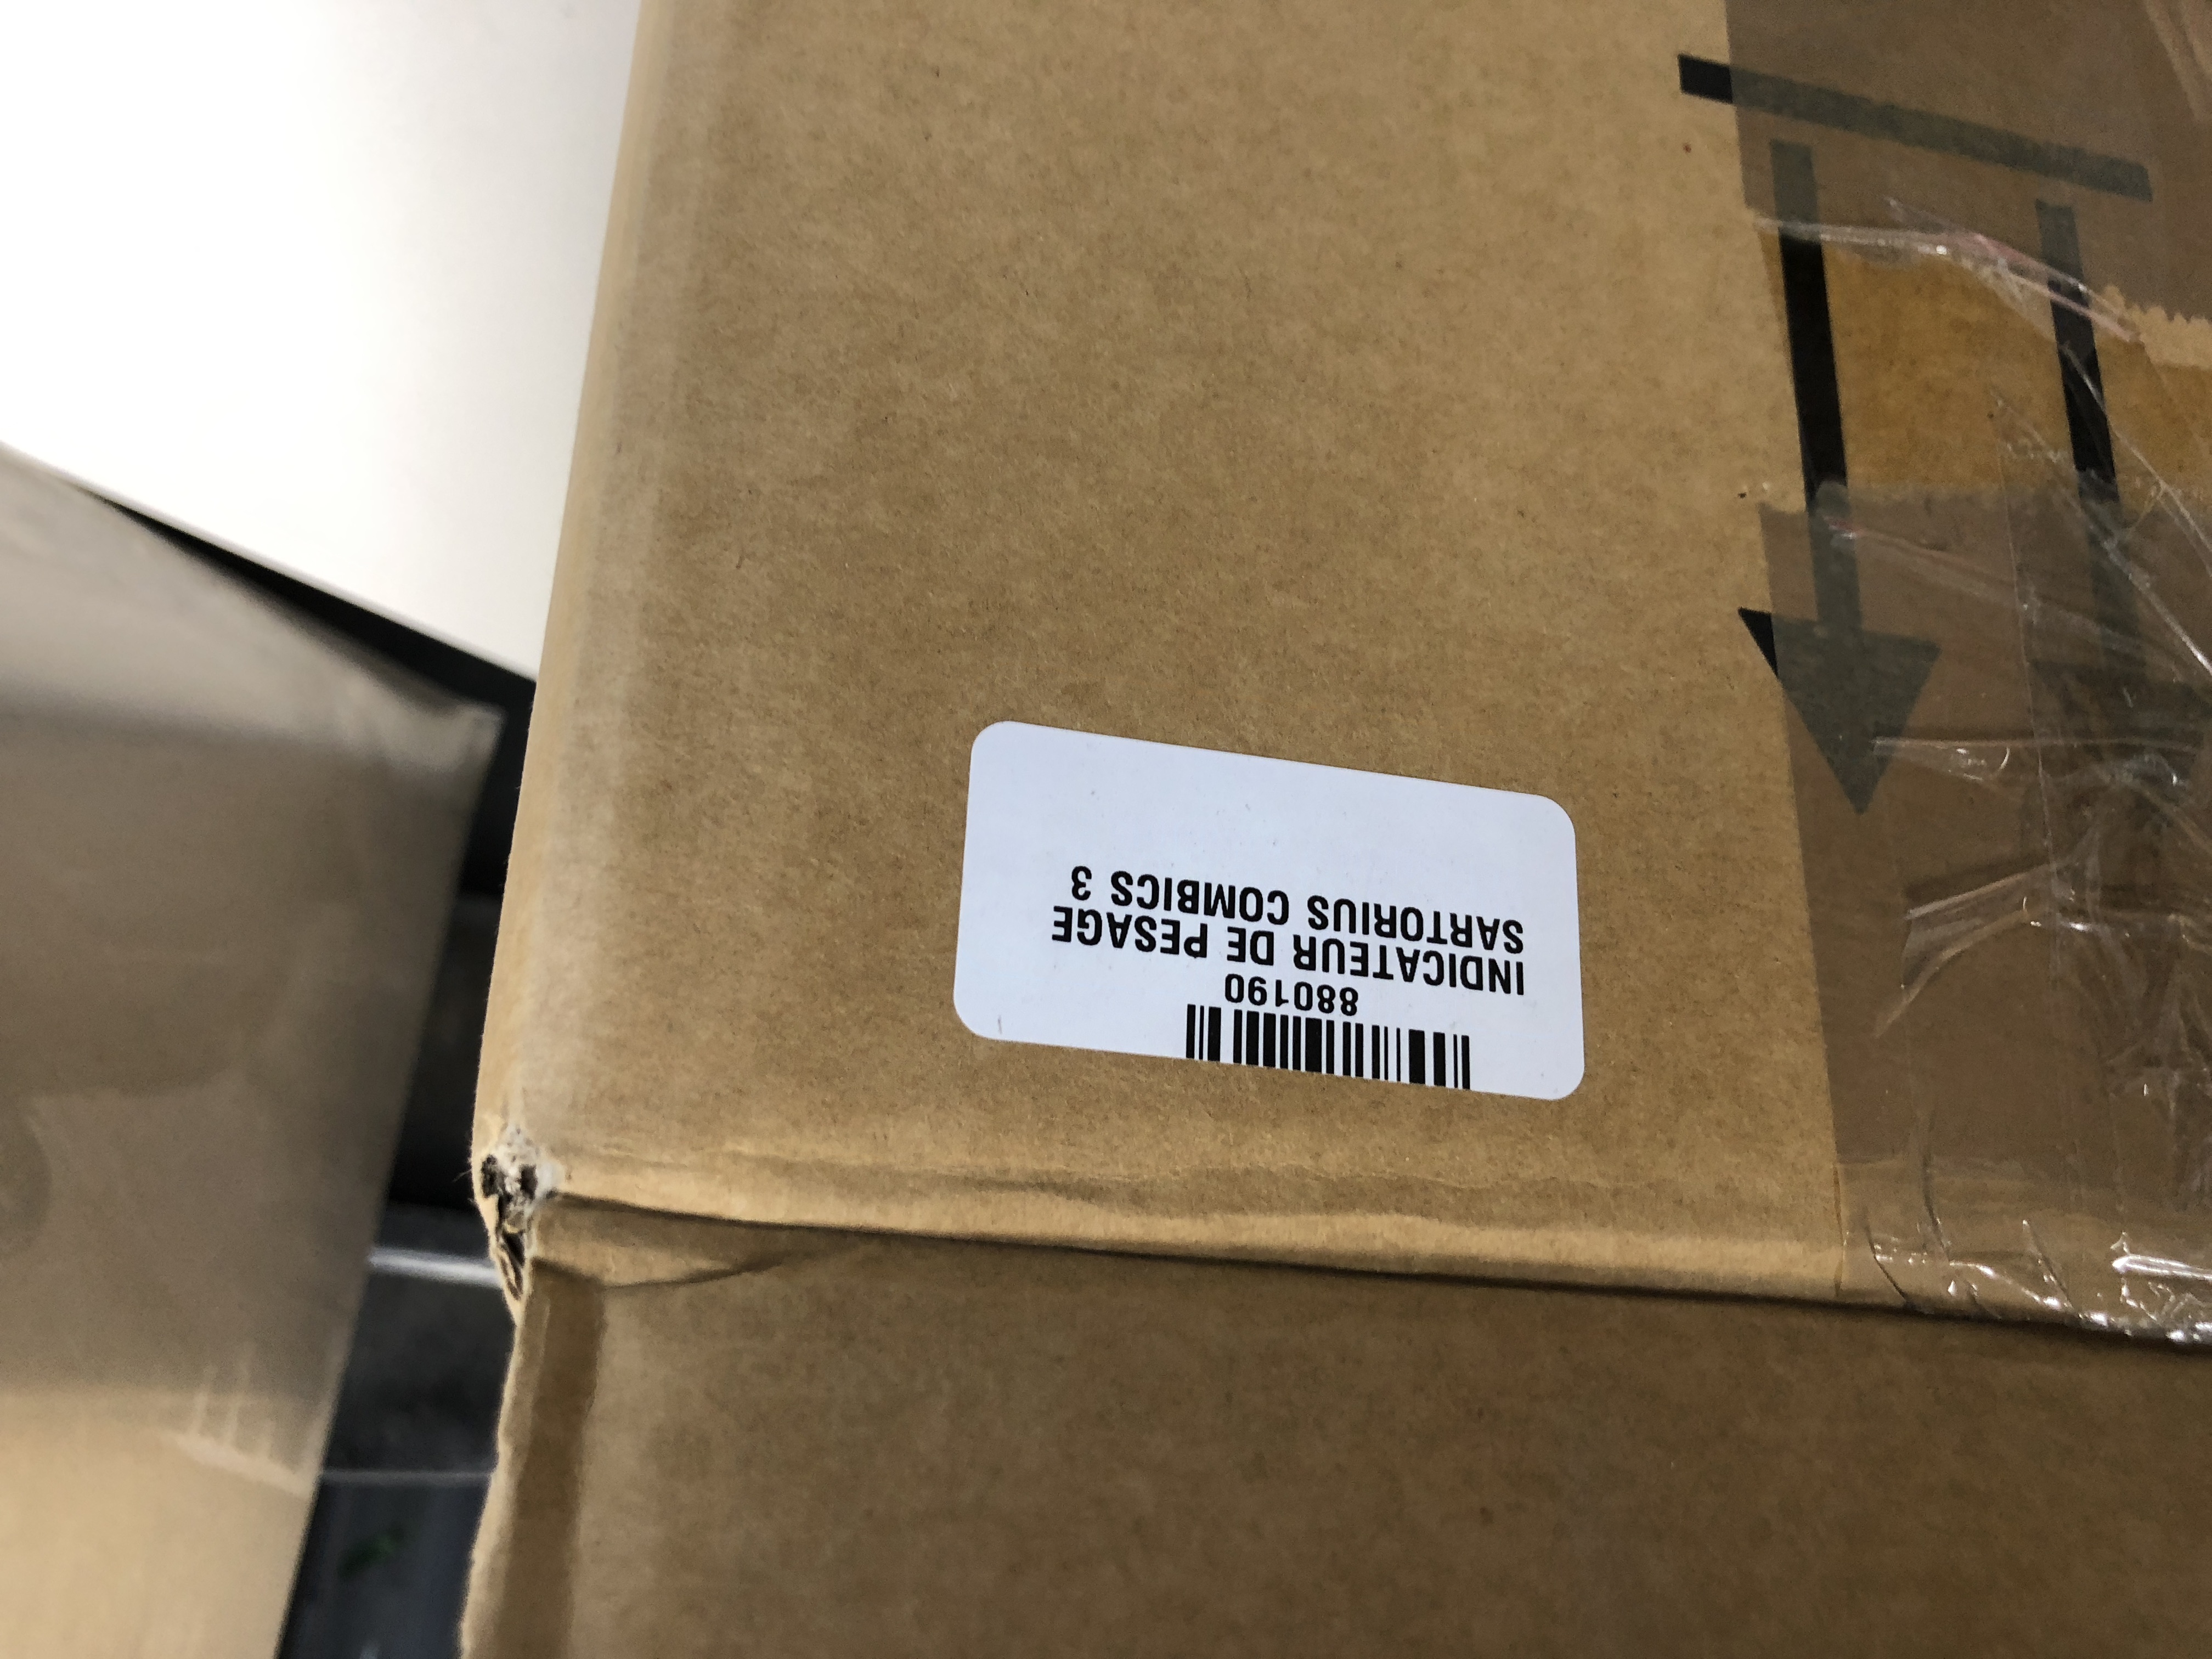 880190
INDICATEUR DE PESAGE
SARTORIUS COMBICS 3